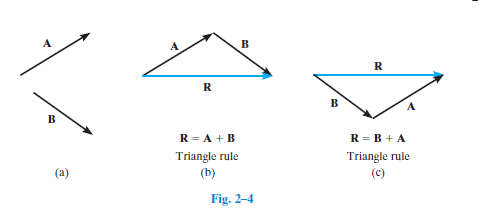 A
B
(a)
A
B
R
R = A + B
Triangle rule
(b)
R
B
A
R = B + A
Triangle rule
(c)
Fig. 2–4